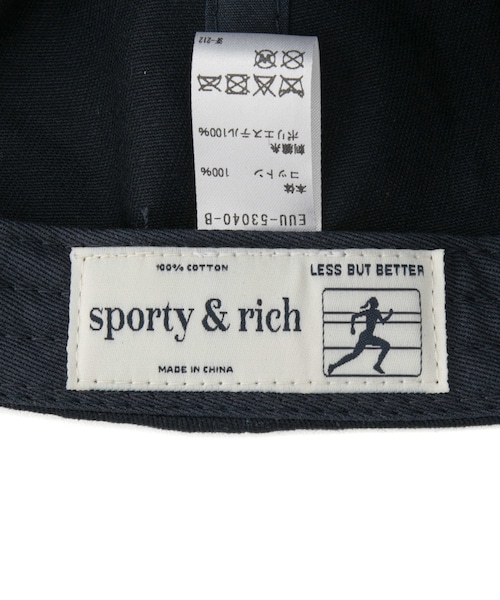 EUU-53040-B
本体
コットン 100%
刺繍糸
ポリエステル100%
W
F-212
100% COTTON
sporty & rich
MADE IN CHINA
LESS BUT BETTER